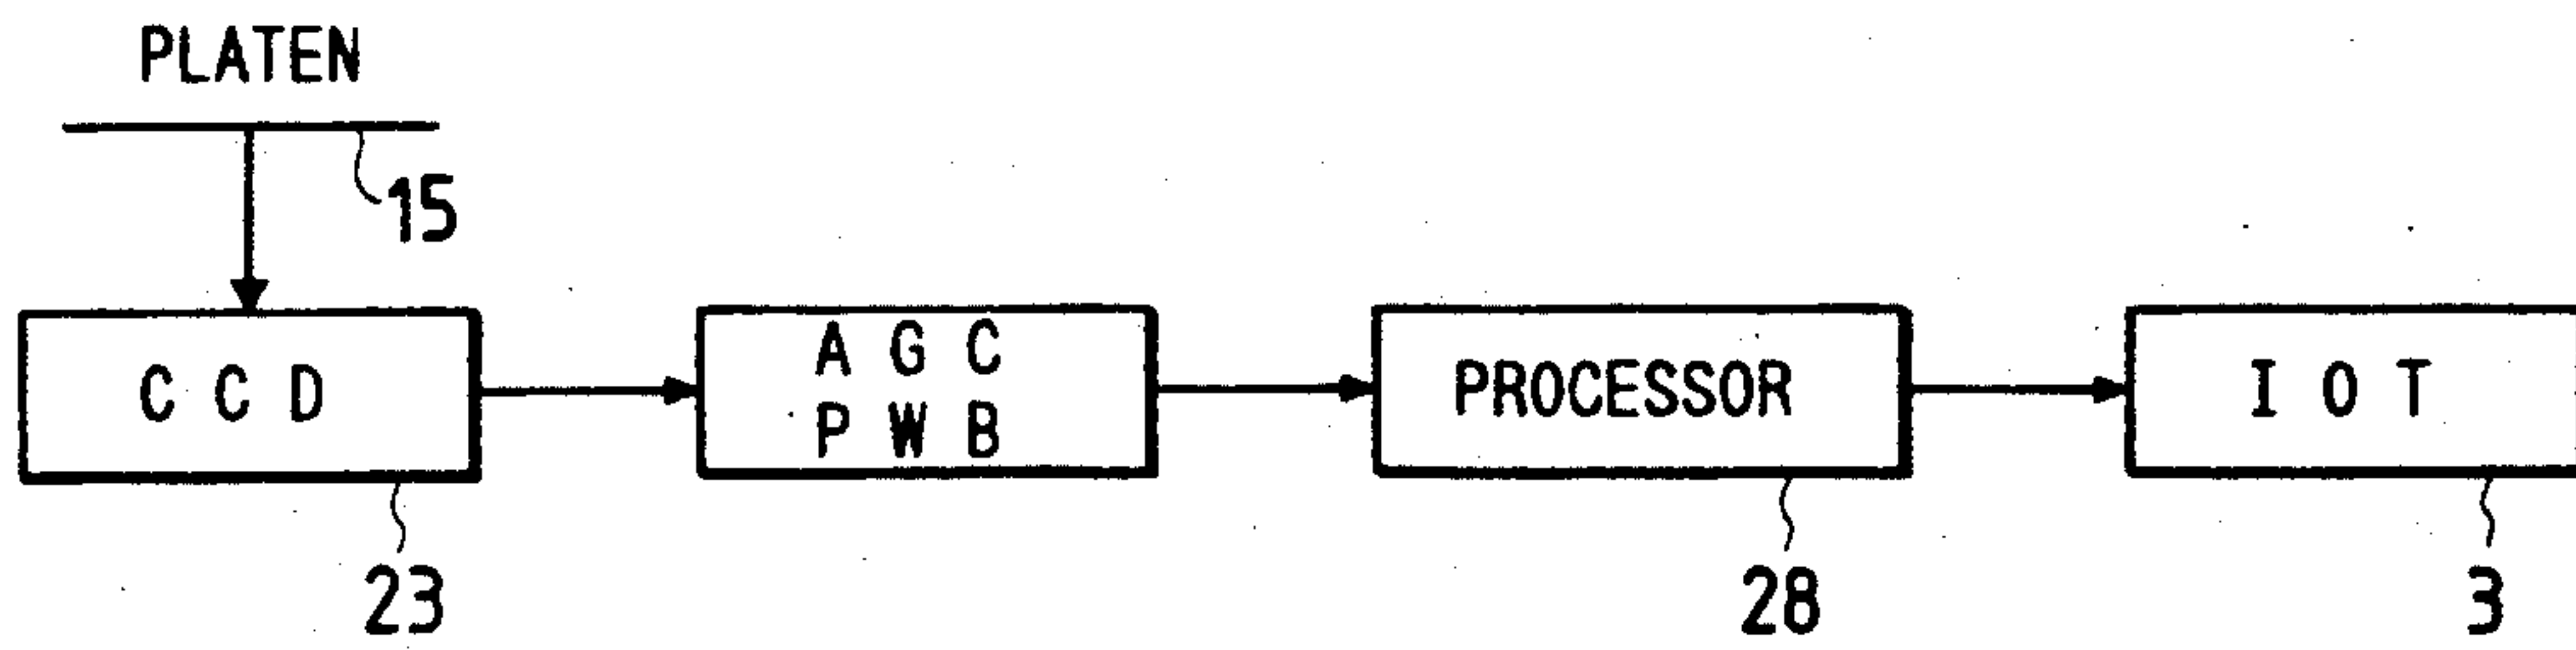 PLATEN
15
C C D
A G C
P W B
PROCESSOR
I O T
23
28
3